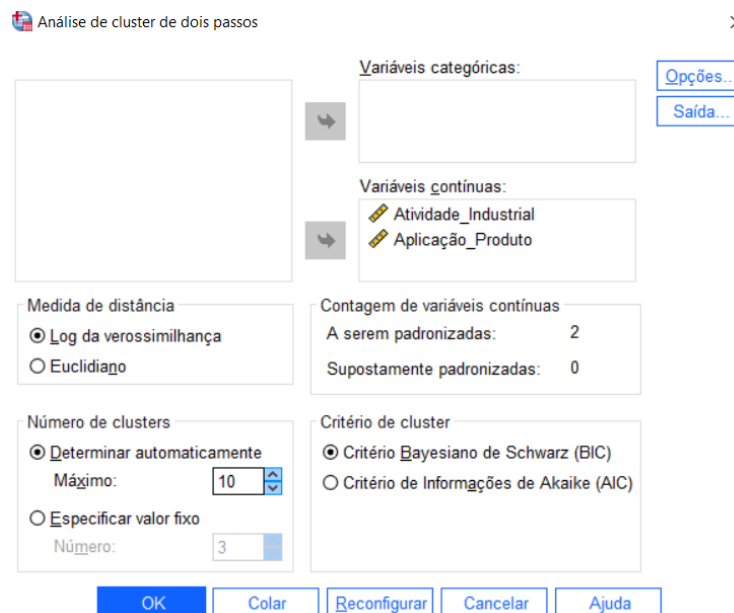 Análise de cluster de dois passos
Variáveis categóricas:
Opções...
Saída...
Variáveis contínuas:
Atividade_Industrial
Aplicação_Produto
Medida de distância
Log da verossimilhança
Euclidiano
Contagem de variáveis contínuas
A serem padronizadas: 2
Supostamente padronizadas: 0
Número de clusters
Determinar automaticamente
Máximo: 10
Especificar valor fixo
Número: 3
Critério de cluster
Critério Bayesiano de Schwarz (BIC)
Critério de Informações de Akaike (AIC)
OK Colar Reconfigurar Cancelar Ajuda